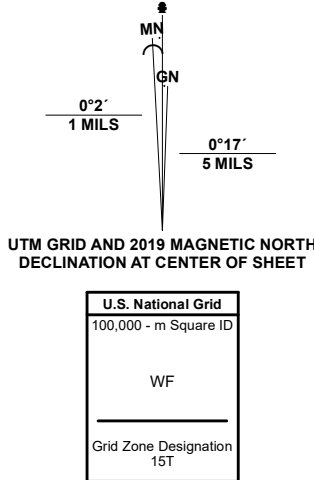 MN
GN
0°2´
1 MILS
0°17´
5 MILS
UTM GRID AND 2019 MAGNETIC NORTH
DECLINATION AT CENTER OF SHEET
U.S. National Grid
100,000 - m Square ID
WF
Grid Zone Designation
15T